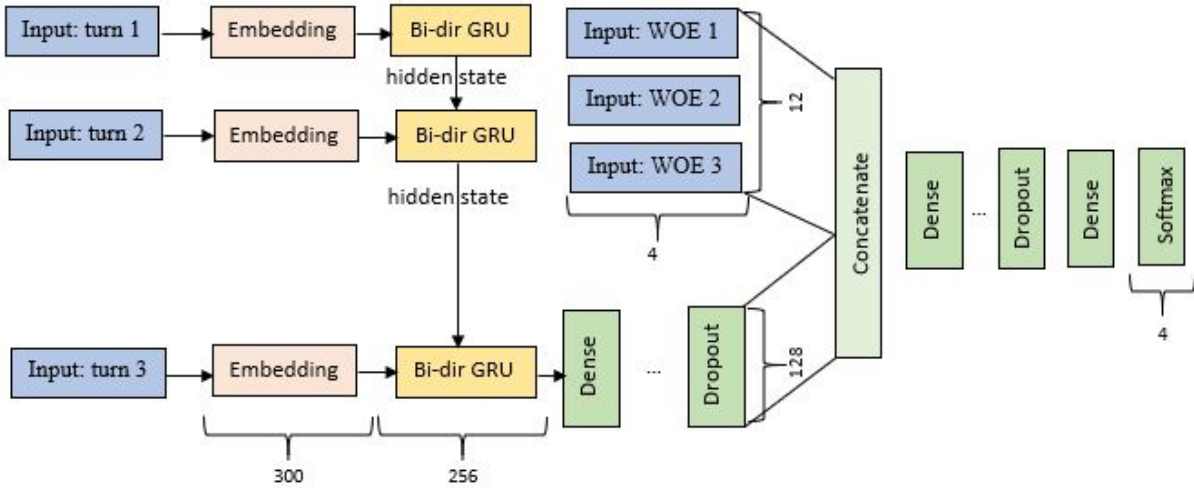 Input: turn 1
Embedding
Bi-dir GRU
hidden state
Input: turn 2
Embedding
Bi-dir GRU
hidden state
Input: turn 3
Embedding
Bi-dir GRU
300
256
Input: WOE 1
Input: WOE 2
Input: WOE 3
12
4
Dense
...
Dropout
128
Concatenate
Dense
...
Dropout
Dense
Softmax
4